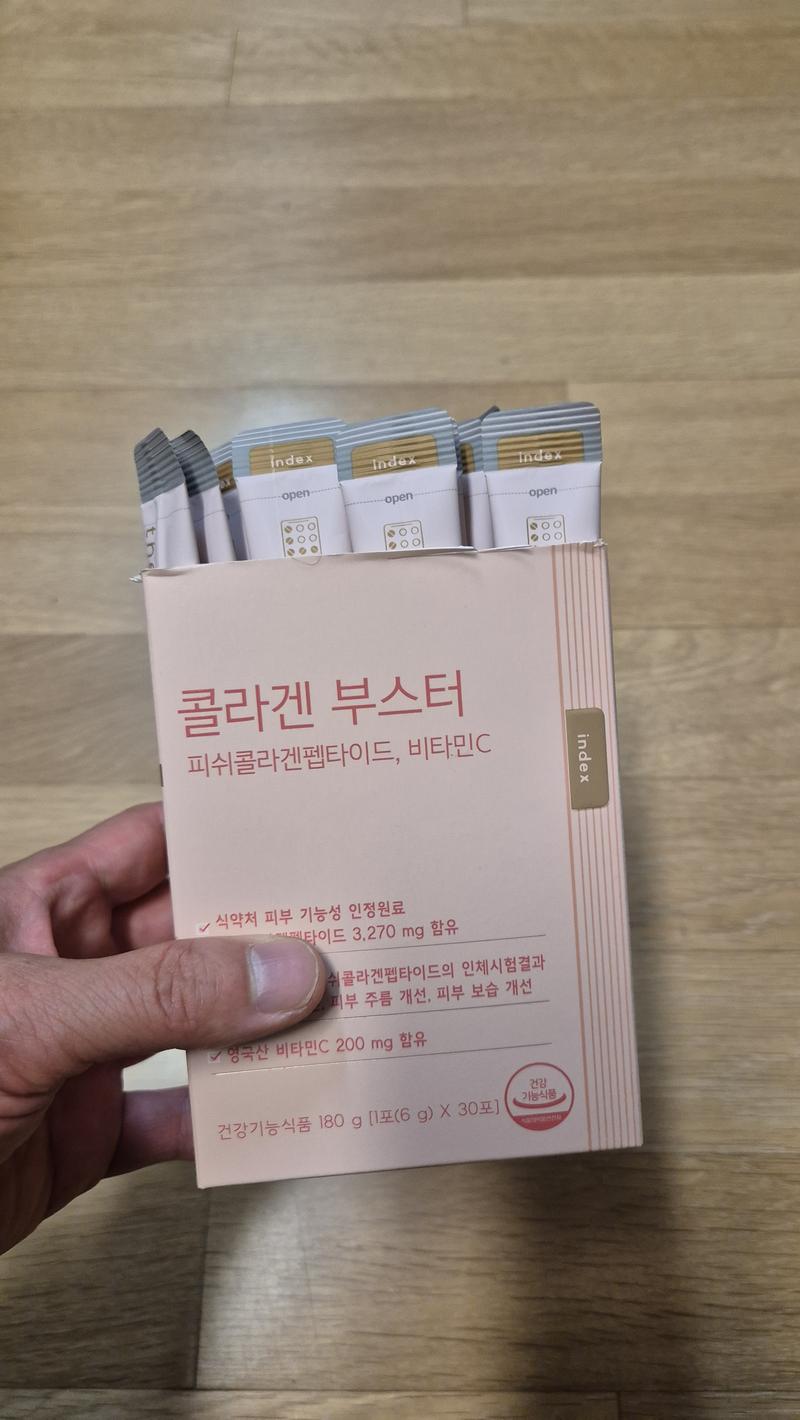 index
index
index
open
open
open
콜라겐 부스터
피쉬콜라겐펩타이드, 비타민C
index
식약처 피부 기능성 인정원료
펩타이드 3,270 mg 함유
쉬콜라겐펩타이드의 인체시험결과
피부 주름 개선, 피부 보습 개선
영국산 비타민C 200 mg 함유
건강기능식품 180 g [1포(6 g) X 30포]
건강
기능식품